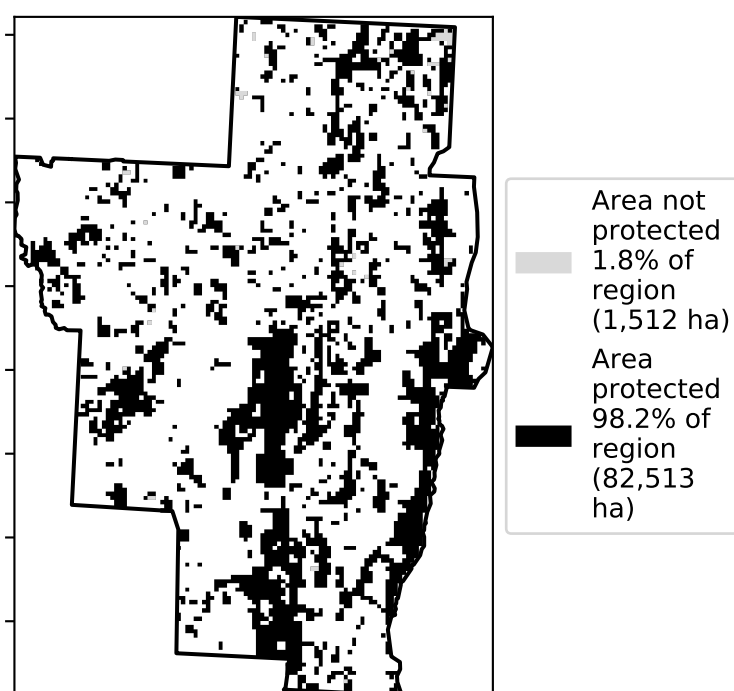 Area not
protected
1.8% of
region
(1,512 ha)
Area
protected
98.2% of
region
(82,513
ha)